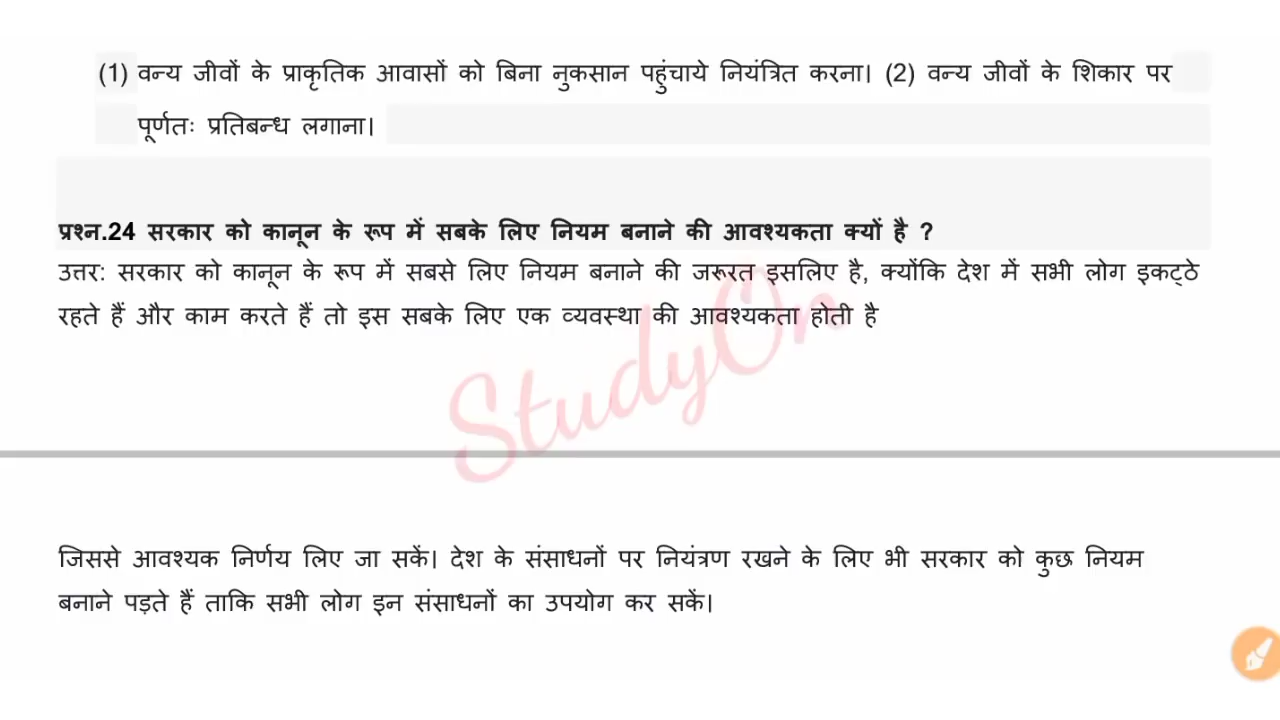 (1) वन्य जीवों के प्राकृतिक आवासों को बिना नुकसान पहुंचाये नियंत्रित करना। (2) वन्य जीवों के शिकार पर
पूर्णतः प्रतिबन्ध लगाना।
प्रश्न.24 सरकार को कानून के रूप में सबके लिए नियम बनाने की आवश्यकता क्यों है ?
उत्तर: सरकार को कानून के रूप में सबसे लिए नियम बनाने की जरूरत इसलिए है, क्योंकि देश में सभी लोग इकट्ठे
रहते हैं और काम करते हैं तो इस सबके लिए एक व्यवस्था की आवश्यकता होती है
StudyOn
जिससे आवश्यक निर्णय लिए जा सकें। देश के संसाधनों पर नियंत्रण रखने के लिए भी सरकार को कुछ नियम
बनाने पड़ते हैं ताकि सभी लोग इन संसाधनों का उपयोग कर सकें।